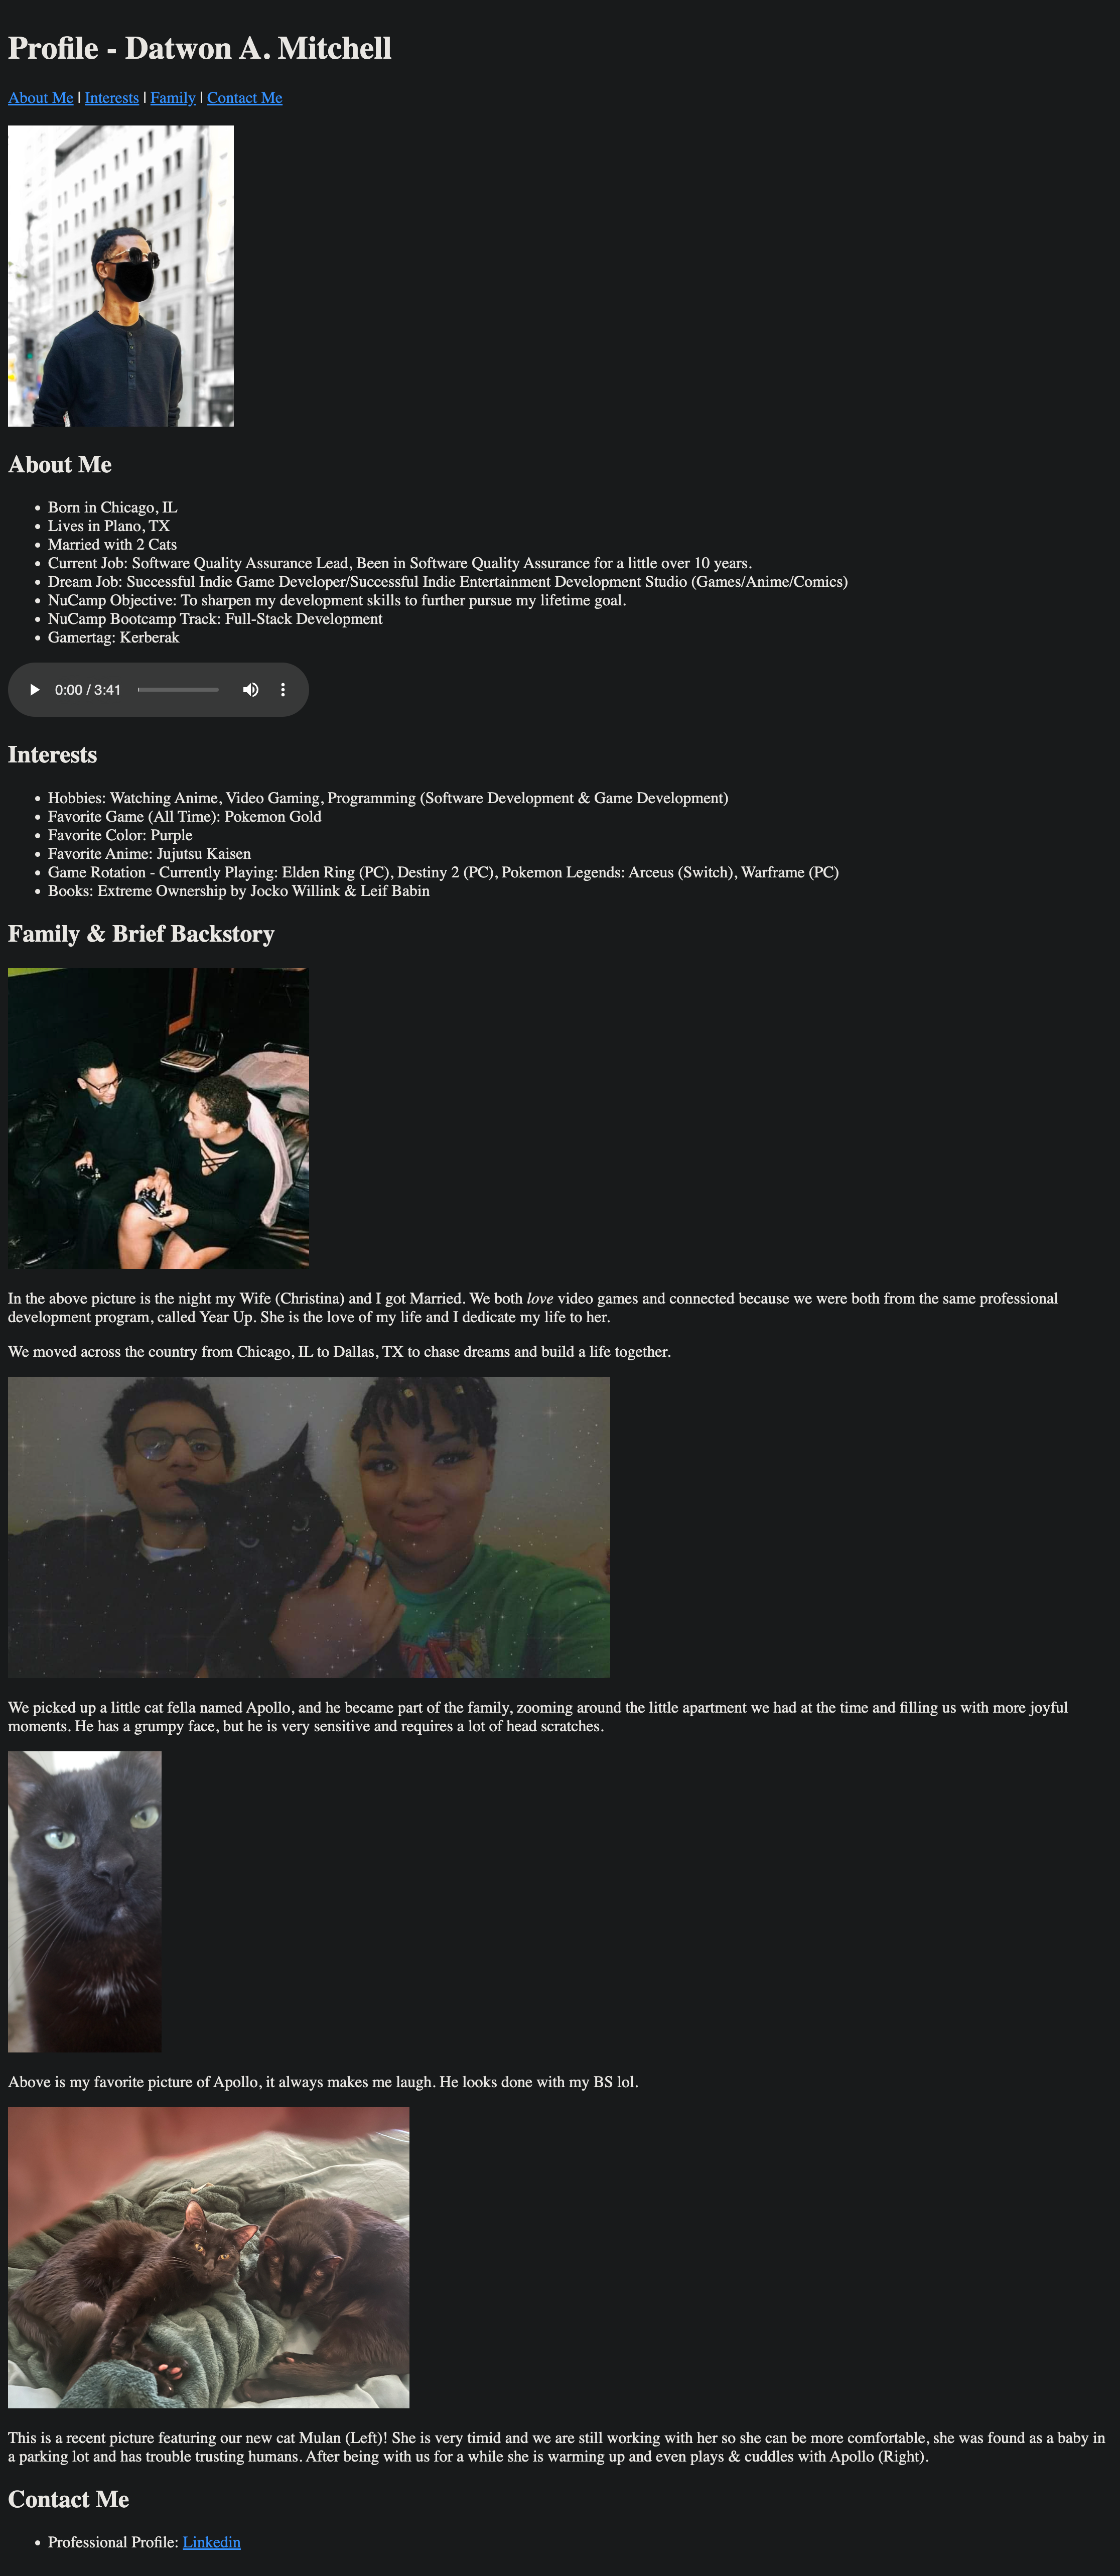 Profile - Datwon A. Mitchell
About Me | Interests | Family | Contact Me
About Me
Born in Chicago, IL
Lives in Plano, TX
Married with 2 Cats
Current Job: Software Quality Assurance Lead, Been in Software Quality Assurance for a little over 10 years.
Dream Job: Successful Indie Game Developer/Successful Indie Entertainment Development Studio (Games/Anime/Comics)
NuCamp Objective: To sharpen my development skills to further pursue my lifetime goal.
NuCamp Bootcamp Track: Full-Stack Development
Gamertag: Kerberak
0:00 / 3:41
Interests
Hobbies: Watching Anime, Video Gaming, Programming (Software Development & Game Development)
Favorite Game (All Time): Pokemon Gold
Favorite Color: Purple
Favorite Anime: Jujutsu Kaisen
Game Rotation - Currently Playing: Elden Ring (PC), Destiny 2 (PC), Pokemon Legends: Arceus (Switch), Warframe (PC)
Books: Extreme Ownership by Jocko Willink & Leif Babin
Family & Brief Backstory
In the above picture is the night my Wife (Christina) and I got Married. We both love video games and connected because we were both from the same professional
development program, called Year Up. She is the love of my life and I dedicate my life to her.
We moved across the country from Chicago, IL to Dallas, TX to chase dreams and build a life together.
We picked up a little cat fella named Apollo, and he became part of the family, zooming around the little apartment we had at the time and filling us with more joyful
moments. He has a grumpy face, but he is very sensitive and requires a lot of head scratches.
Above is my favorite picture of Apollo, it always makes me laugh. He looks done with my BS lol.
This is a recent picture featuring our new cat Mulan (Left)! She is very timid and we are still working with her so she can be more comfortable, she was found as a baby in
a parking lot and has trouble trusting humans. After being with us for a while she is warming up and even plays & cuddles with Apollo (Right).
Contact Me
Professional Profile: Linkedin